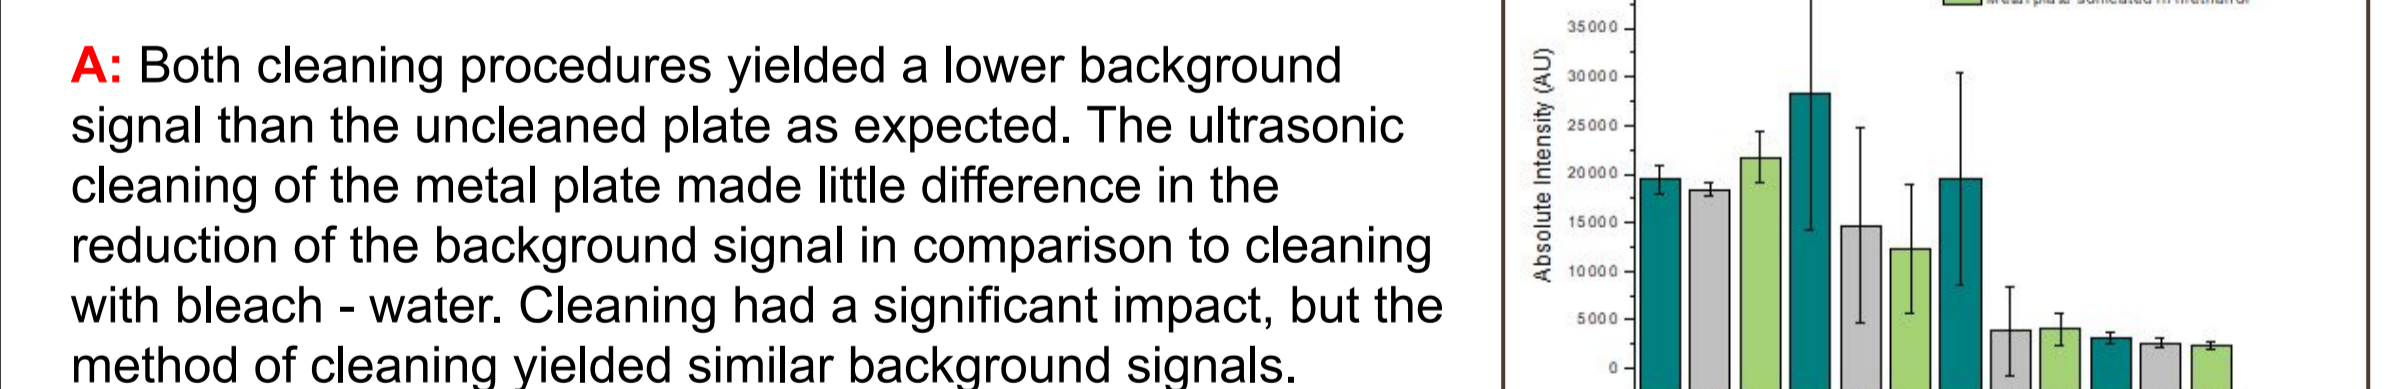 A: Both cleaning procedures yielded a lower background
signal than the uncleaned plate as expected. The ultrasonic
cleaning of the metal plate made little difference in the
reduction of the background signal in comparison to cleaning
with bleach - water. Cleaning had a significant impact, but the
method of cleaning yielded similar background signals.
Absolute Intensity (AU)
35000
30000
25000
20000
15000
10000
5000
0